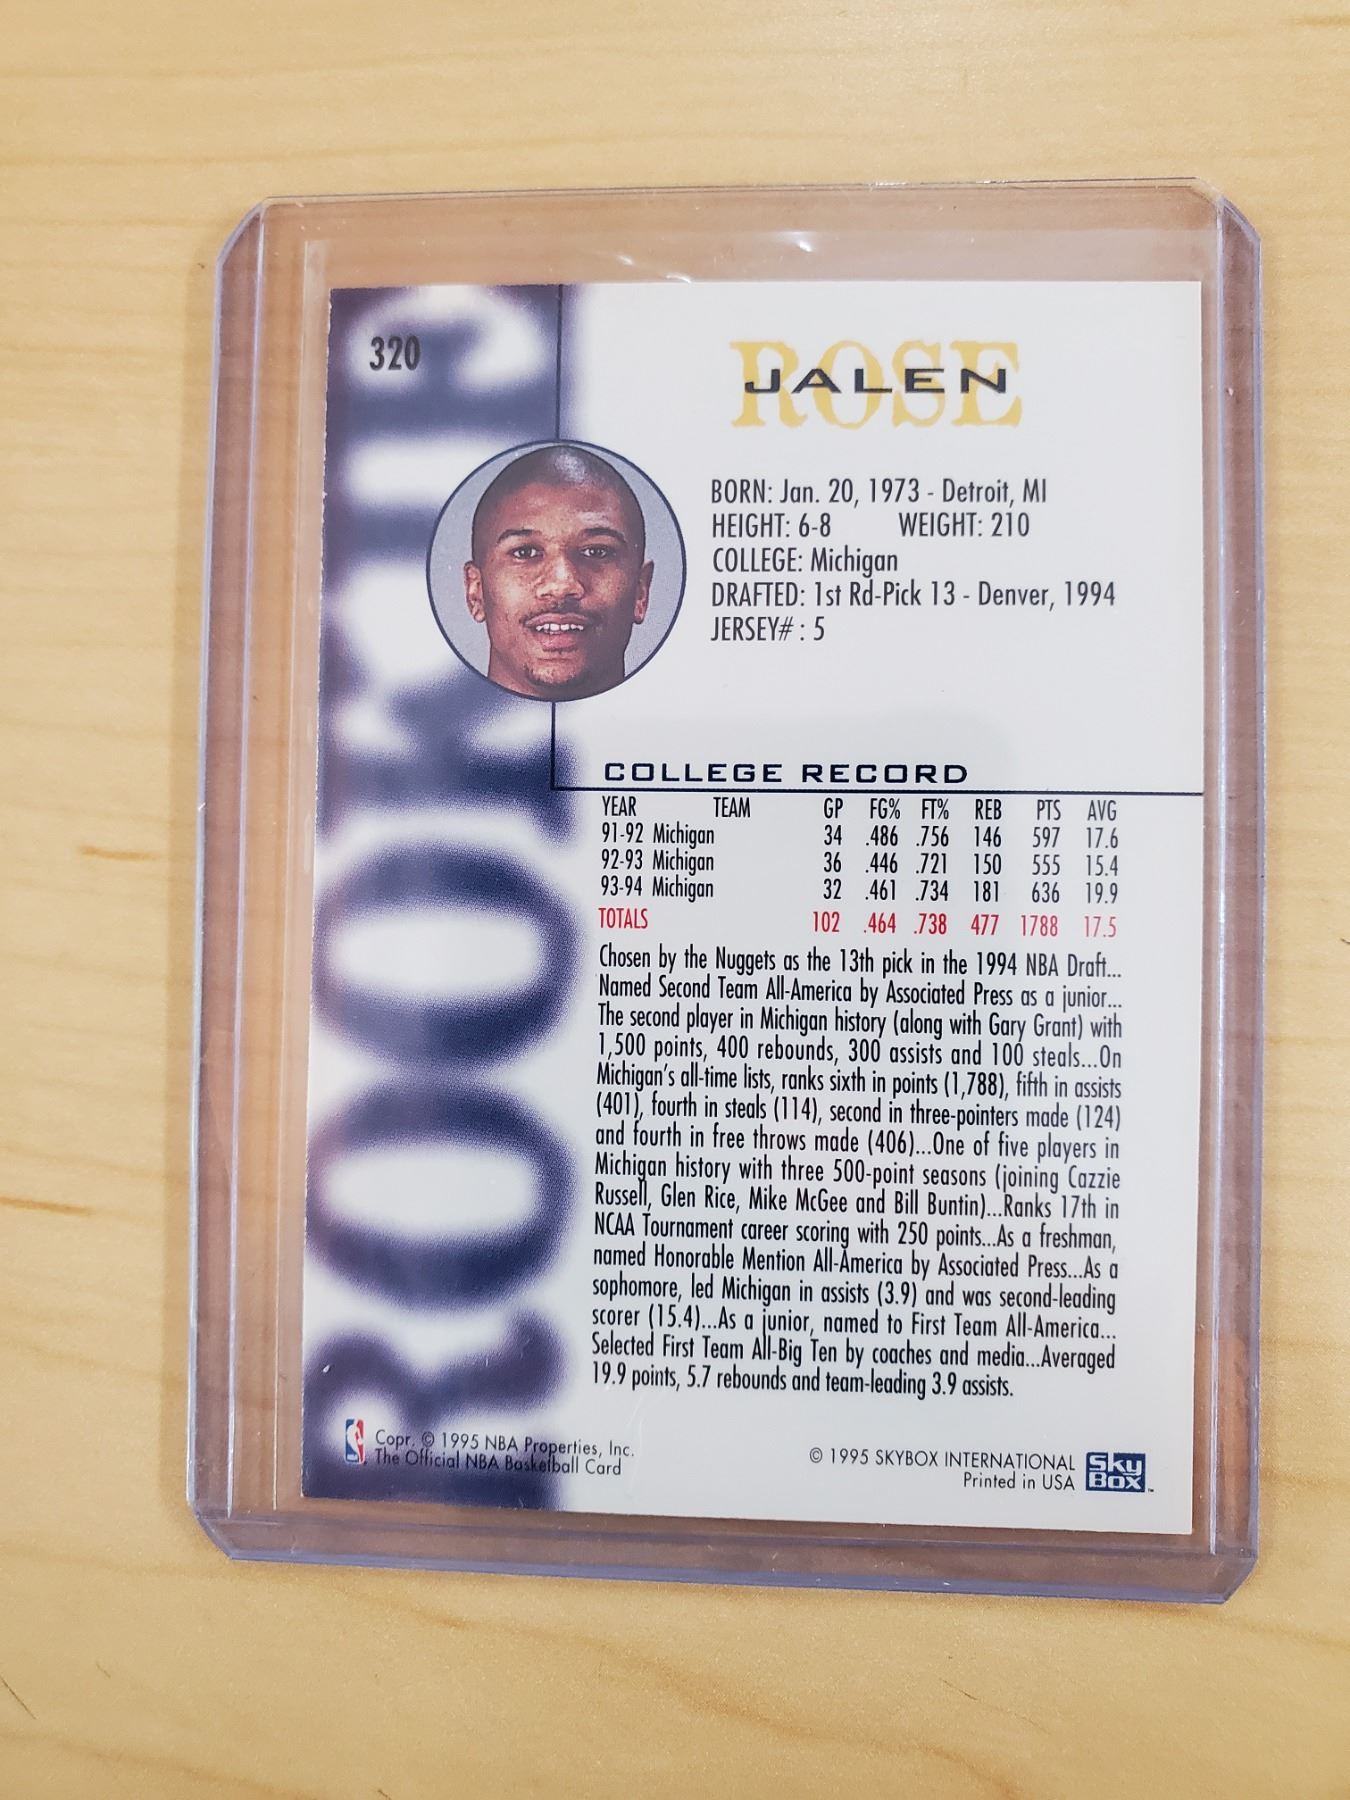 320
ROOKIE
ROSE
JALEN
BORN: Jan. 20, 1973 - Detroit, MI
HEIGHT: 6-8 WEIGHT: 210
COLLEGE: Michigan
DRAFTED: 1st Rd-Pick 13 - Denver, 1994
JERSEY# : 5
COLLEGE RECORD
YEAR TEAM GP FG% FT% REB PTS AVG
91-92 Michigan 34 .486 .756 146 597 17.6
92-93 Michigan 36 .446 .721 150 555 15.4
93-94 Michigan 32 .461 .734 181 636 19.9
TOTALS 102 .464 .738 477 1788 17.5
Chosen by the Nuggets as the 13th pick in the 1994 NBA Draft...
Named Second Team All-America by Associated Press as a junior...
The second player in Michigan history (along with Gary Grant) with
1,500 points, 400 rebounds, 300 assists and 100 steals...On
Michigan's all-time lists, ranks sixth in points (1,788), fifth in assists
(401), fourth in steals (114), second in three-pointers made (124)
and fourth in free throws made (406)...One of five players in
Michigan history with three 500-point seasons (joining Cazzie
Russell, Glen Rice, Mike McGee and Bill Buntin)...Ranks 17th in
NCAA Tournament career scoring with 250 points...As a freshman,
named Honorable Mention All-America by Associated Press...As a
sophomore, led Michigan in assists (3.9) and was second-leading
scorer (15.4)...As a junior, named to First Team All-America...
Selected First Team All-Big Ten by coaches and media...Averaged
19.9 points, 5.7 rebounds and team-leading 3.9 assists.
Copr. © 1995 NBA Properties, Inc.
The Official NBA Basketball Card
© 1995 SKYBOX INTERNATIONAL
Printed in USA
Sky
BOX™